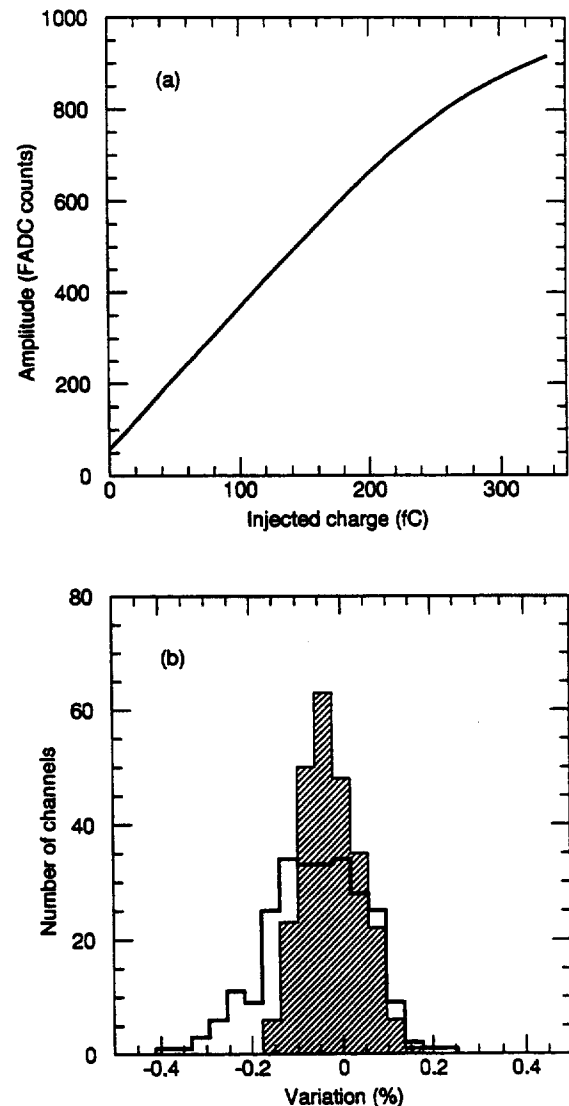 1000
(a)
800
600
400
200
0
Amplitude (FADC counts)
0 100 200 300
Injected charge (fC)
80
(b)
60
40
20
0
Number of channels
-0.4 -0.2 0 0.2 0.4
Variation (%)